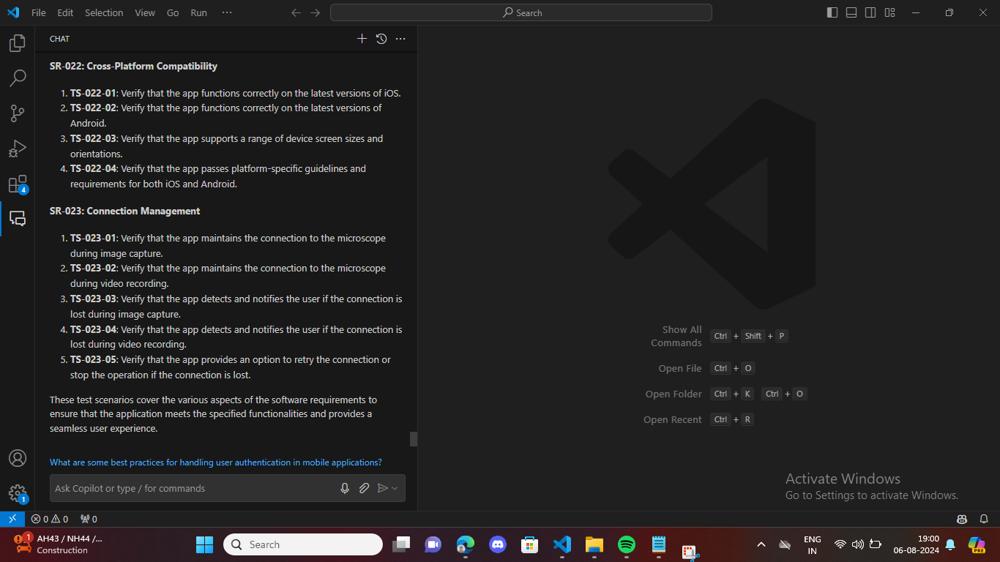 File Edit Selection View Go Run ···
Search
CHAT
SR-022: Cross-Platform Compatibility
1. TS-022-01: Verify that the app functions correctly on the latest versions of iOS.
2. TS-022-02: Verify that the app functions correctly on the latest versions of
Android.
3. TS-022-03: Verify that the app supports a range of device screen sizes and
orientations.
4. TS-022-04: Verify that the app passes platform-specific guidelines and
requirements for both iOS and Android.
SR-023: Connection Management
1. TS-023-01: Verify that the app maintains the connection to the microscope
during image capture.
2. TS-023-02: Verify that the app maintains the connection to the microscope
during video recording.
3. TS-023-03: Verify that the app detects and notifies the user if the connection is
lost during image capture.
4. TS-023-04: Verify that the app detects and notifies the user if the connection is
lost during video recording.
5. TS-023-05: Verify that the app provides an option to retry the connection or
stop the operation if the connection is lost.
These test scenarios cover the various aspects of the software requirements to
ensure that the application meets the specified functionalities and provides a
seamless user experience.
What are some best practices for handling user authentication in mobile applications?
Ask Copilot or type / for commands
4
1
Show All
Commands
Ctrl + Shift + P
Open File Ctrl + O
Open Folder Ctrl + K Ctrl + O
Open Recent Ctrl + R
Activate Windows
Go to Settings to activate Windows.
0 0 0
1
AH43 / NH44 /...
Construction
Search
ENG
IN
19:00
06-08-2024
PRE